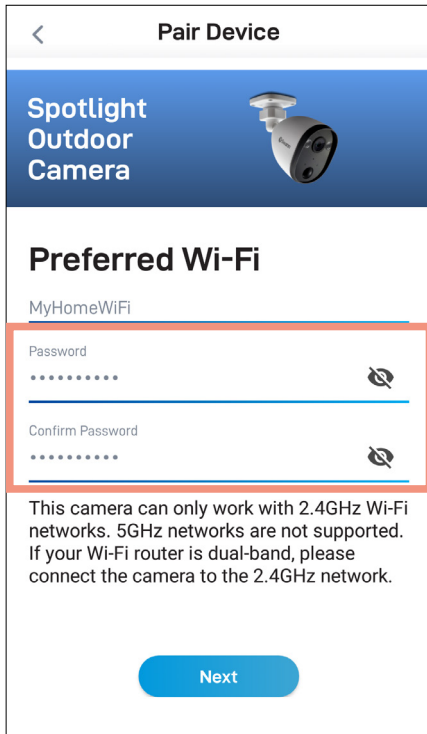 Pair Device
Spotlight
Outdoor
Camera
Preferred Wi-Fi
MyHomeWiFi
Password
••••••••••
Confirm Password
••••••••••
This camera can only work with 2.4GHz Wi-Fi
networks. 5GHz networks are not supported.
If your Wi-Fi router is dual-band, please
connect the camera to the 2.4GHz network.
Next